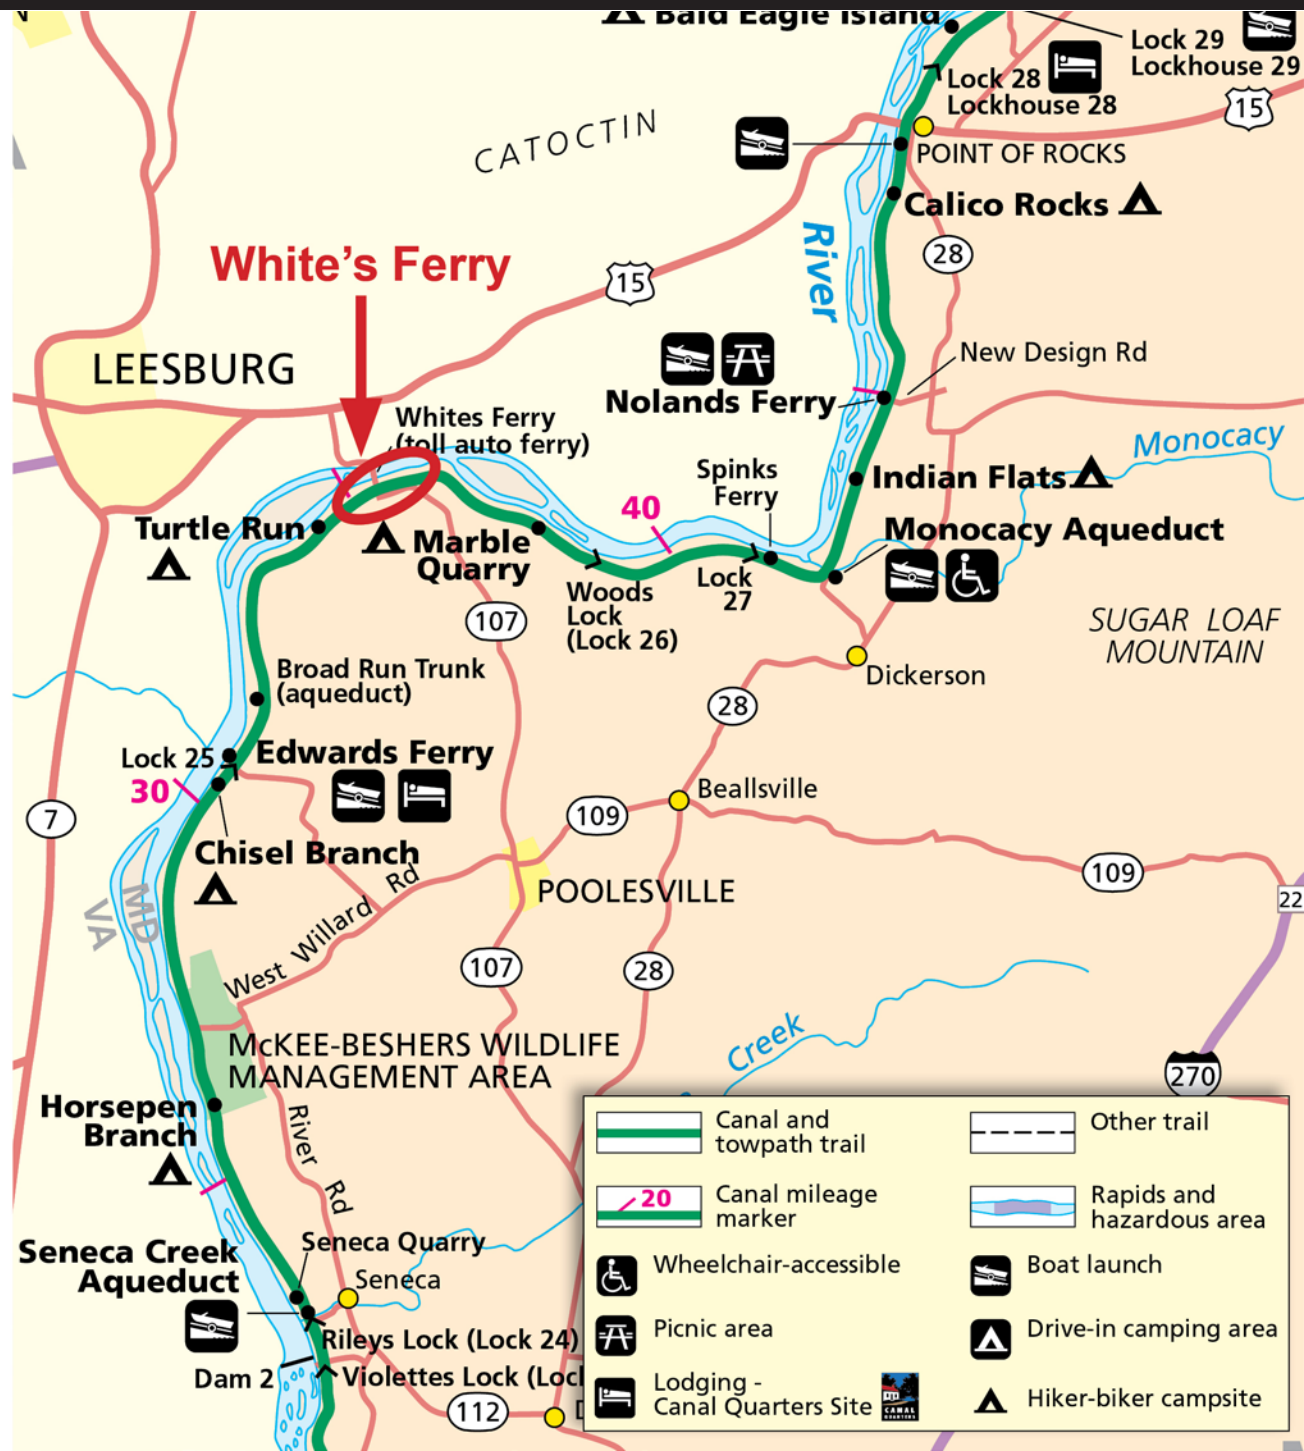 Bald Eagle Island
Lock 29
Lockhouse 29
Lock 28
Lockhouse 28
15
CATOCTIN
POINT OF ROCKS
Calico Rocks
River
28
White's Ferry
15
LEESBURG
New Design Rd
Nolands Ferry
Whites Ferry
(toll auto ferry)
Monocacy
Spinks
Ferry
Indian Flats
40
Turtle Run
Marble
Quarry
Monocacy Aqueduct
Lock
27
Woods
Lock
(Lock 26)
107
SUGAR LOAF
MOUNTAIN
Broad Run Trunk
(aqueduct)
Dickerson
28
Lock 25
Edwards Ferry
30
Beallsville
7
109
Chisel Branch
109
West Willard Rd
POOLESVILLE
22
MD
VA
107
28
Creek
McKEE-BESHERS WILDLIFE
MANAGEMENT AREA
270
Horsepen
Branch
River Rd
Seneca Creek
Aqueduct
Seneca Quarry
Seneca
Rileys Lock (Lock 24)
Dam 2
Violettes Lock (Loc
112
Canal and
towpath trail
Other trail
20
Canal mileage
marker
Rapids and
hazardous area
Wheelchair-accessible
Boat launch
Picnic area
Drive-in camping area
Lodging -
Canal Quarters Site
CANAL
QUARTERS
Hiker-biker campsite